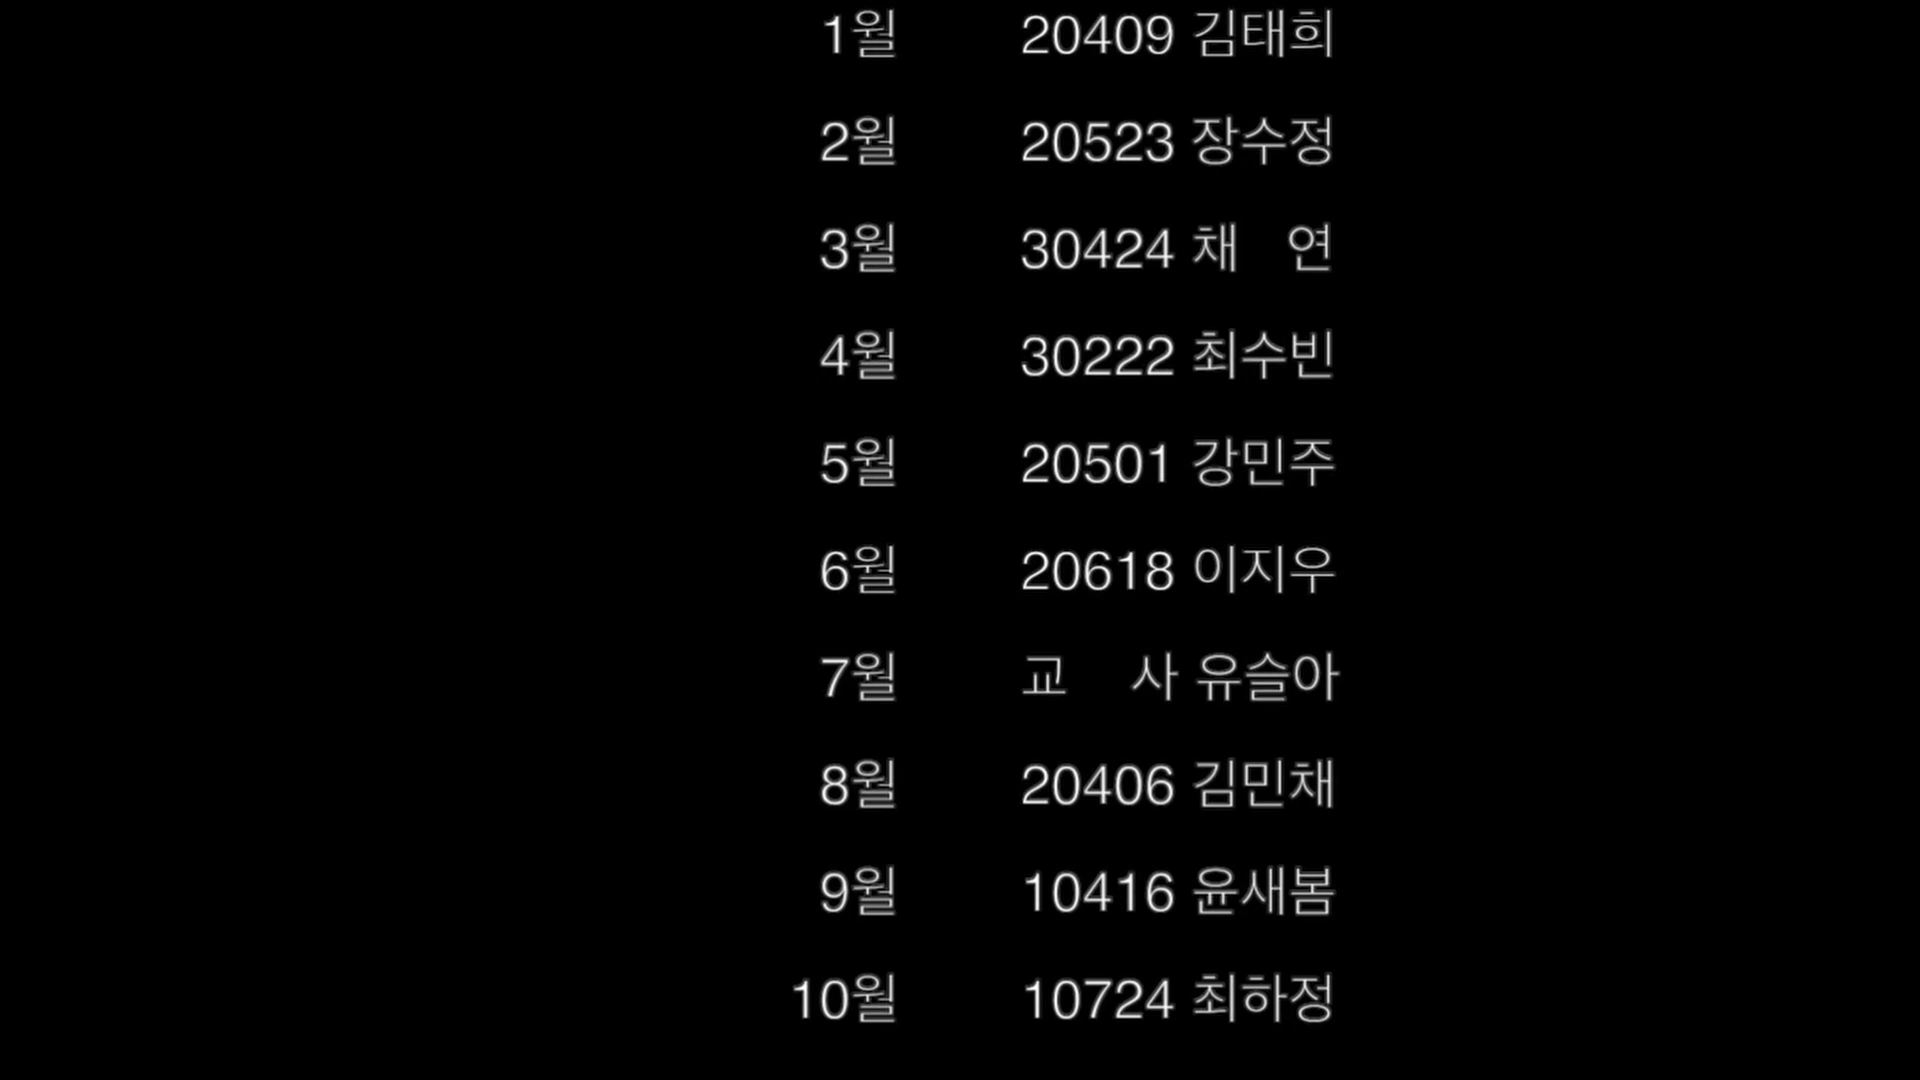 1월 20409 김태희
2월 20523 장수정
3월 30424 채 연
4월 30222 최수빈
5월 20501 강민주
6월 20618 이지우
7월 교 사 유슬아
8월 20406 김민채
9월 10416 윤새봄
10월 10724 최하정